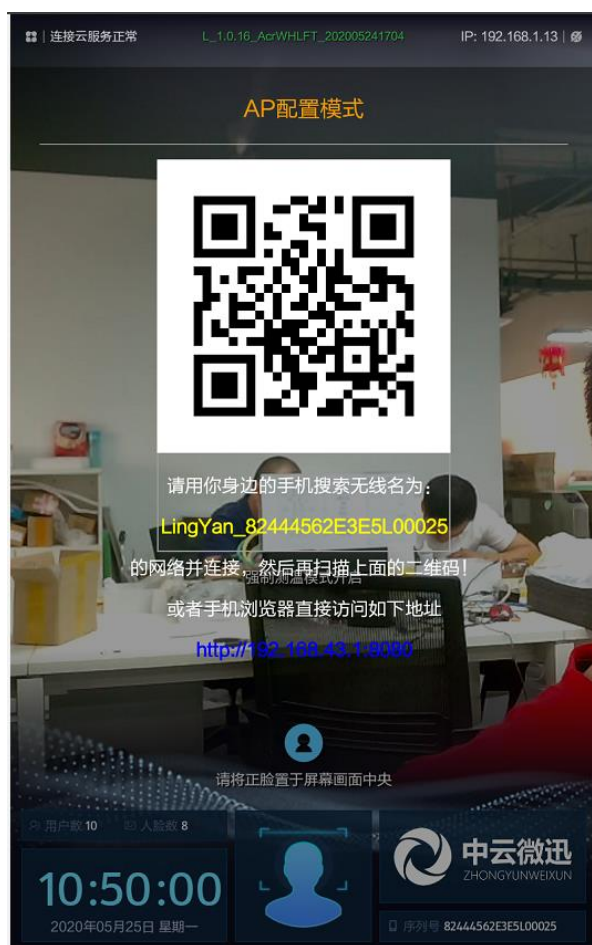 连接云服务正常
L_1.0.16_AcrWHLFT_202005241704
IP: 192.168.1.13
AP配置模式
请用你身边的手机搜索无线名为：
LingYan_82444562E3E5L00025
的网络并连接，然后再扫描上面的二维码！
强制测温模式开启
或者手机浏览器直接访问如下地址
http://192.168.43.1:8080
请将正脸置于屏幕画面中央
用户数 10
人脸数 8
10:50:00
2020年05月25日 星期一
中云微迅
ZHONGYUNWEIXUN
序列号 82444562E3E5L00025